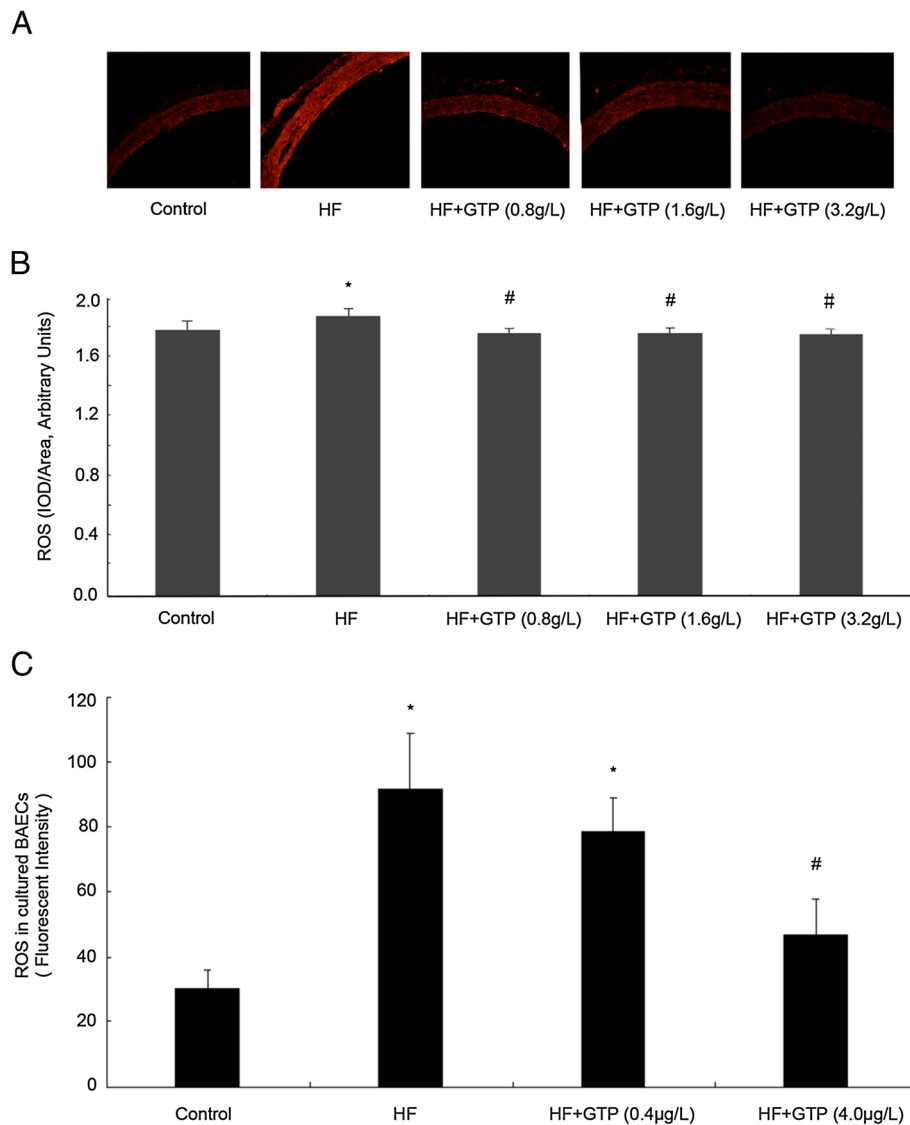 A
Control HF HF+GTP (0.8g/L) HF+GTP (1.6g/L) HF+GTP (3.2g/L)
B
ROS (IOD/Area, Arbitrary Units)
2.0
1.6
1.2
0.8
0.4
0.0
* # # #
Control HF HF+GTP (0.8g/L) HF+GTP (1.6g/L) HF+GTP (3.2g/L)
C
ROS in cultured BAECs
( Fluorescent Intensity )
120
100
80
60
40
20
0
*
*
#
Control HF HF+GTP (0.4µg/L) HF+GTP (4.0µg/L)